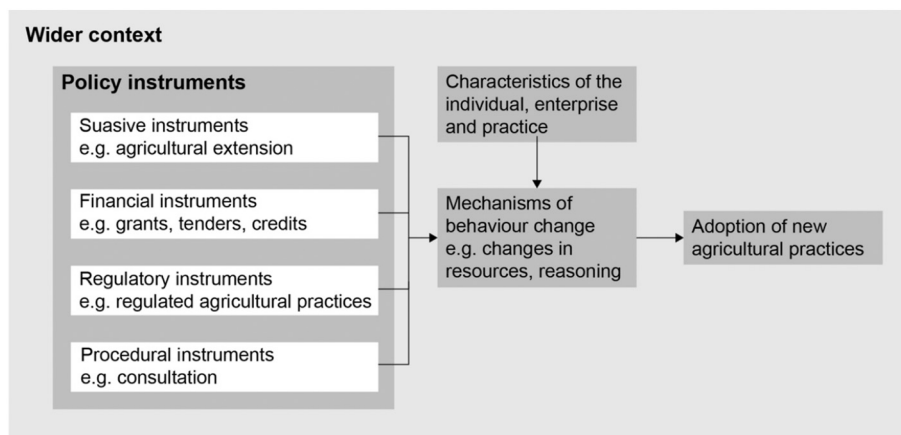 Wider context
Policy instruments
Suasive instruments
e.g. agricultural extension
Financial instruments
e.g. grants, tenders, credits
Regulatory instruments
e.g. regulated agricultural practices
Procedural instruments
e.g. consultation
Characteristics of the
individual, enterprise
and practice
Mechanisms of
behaviour change
e.g. changes in
resources, reasoning
Adoption of new
agricultural practices